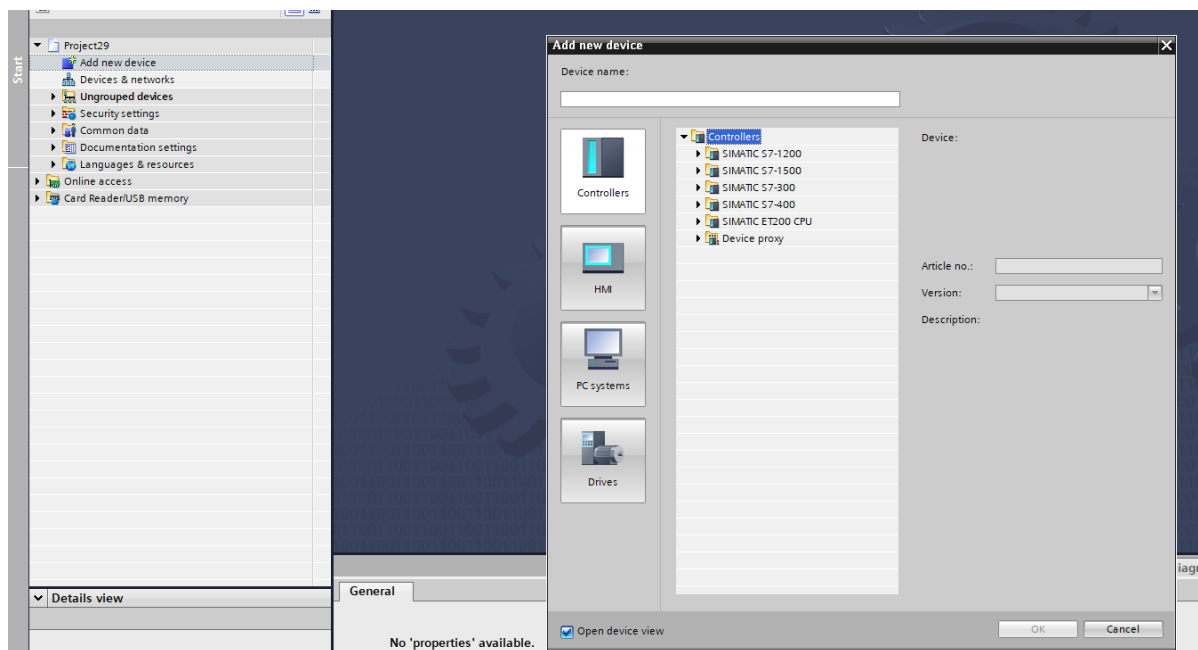 Start
Project29
Add new device
Devices & networks
Ungrouped devices
Security settings
Common data
Documentation settings
Languages & resources
Online access
Card Reader/USB memory
Details view
General
No 'properties' available.
Add new device
Device name:
Controllers
HMI
PC systems
Drives
Controllers
SIMATIC S7-1200
SIMATIC S7-1500
SIMATIC S7-300
SIMATIC S7-400
SIMATIC ET200 CPU
Device proxy
Device:
Article no.:
Version:
Description:
Open device view
OK
Cancel